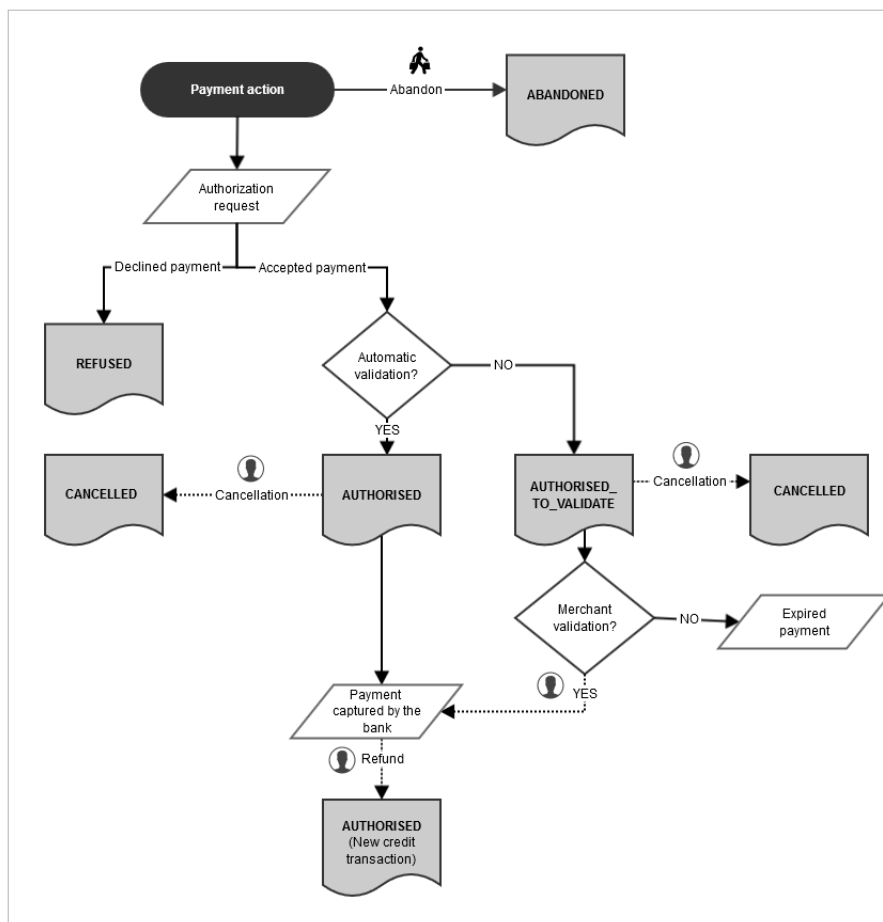 Payment action
Abandon
ABANDONED
Authorization
request
Declined payment
Accepted payment
REFUSED
Automatic
validation?
NO
YES
CANCELLED
Cancellation
AUTHORISED
AUTHORISED_
TO_VALIDATE
Cancellation
CANCELLED
Merchant
validation?
NO
Expired
payment
YES
Payment
captured by the
bank
Refund
AUTHORISED
(New credit
transaction)